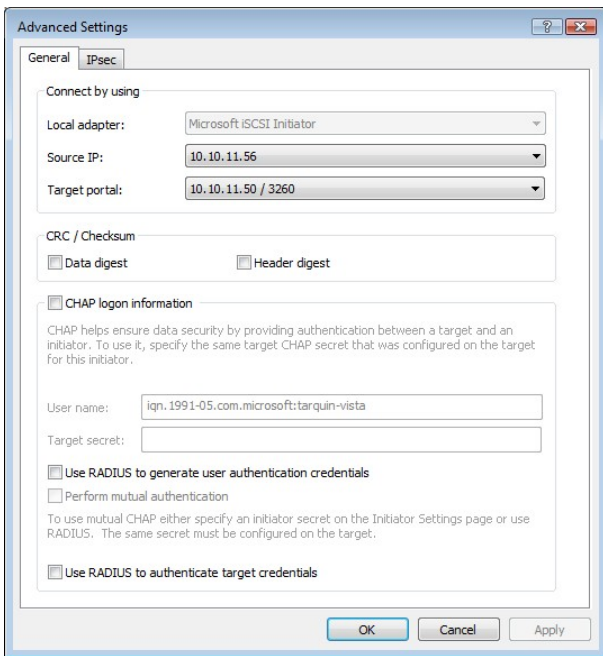 Advanced Settings
General IPsec
Connect by using
Local adapter: Microsoft iSCSI Initiator
Source IP: 10.10.11.56
Target portal: 10.10.11.50 / 3260
CRC / Checksum
Data digest Header digest
CHAP logon information
CHAP helps ensure data security by providing authentication between a target and an
initiator. To use it, specify the same target CHAP secret that was configured on the target
for this initiator.
User name: iqn.1991-05.com.microsoft:tarquin-vista
Target secret:
Use RADIUS to generate user authentication credentials
Perform mutual authentication
To use mutual CHAP either specify an initiator secret on the Initiator Settings page or use
RADIUS. The same secret must be configured on the target.
Use RADIUS to authenticate target credentials
OK Cancel Apply